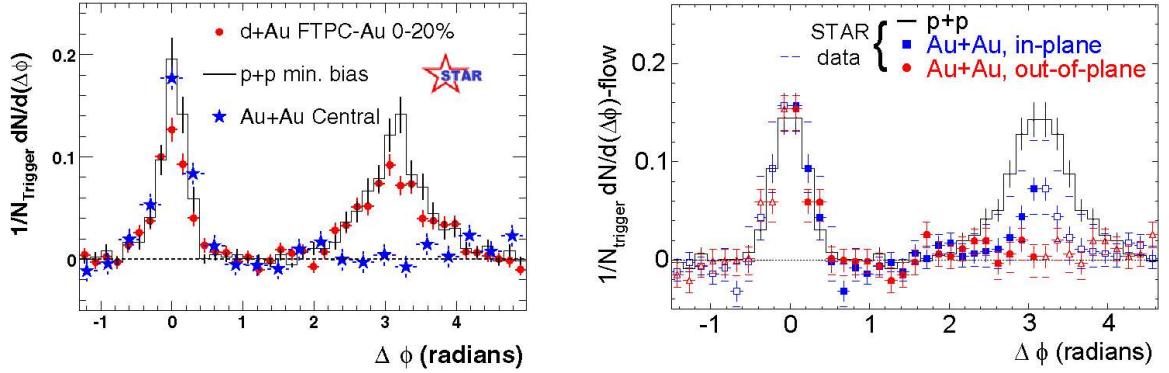 1/N_Trigger dN/d(Δφ)
0.2
0.1
0
d+Au FTPC-Au 0-20%
p+p min. bias
Au+Au Central
STAR
-1 0 1 2 3 4
Δ φ (radians)
1/N_trigger dN/d(Δφ)-flow
0.2
0.1
0
STAR
data
{
p+p
Au+Au, in-plane
Au+Au, out-of-plane
-1 0 1 2 3 4
Δ φ (radians)